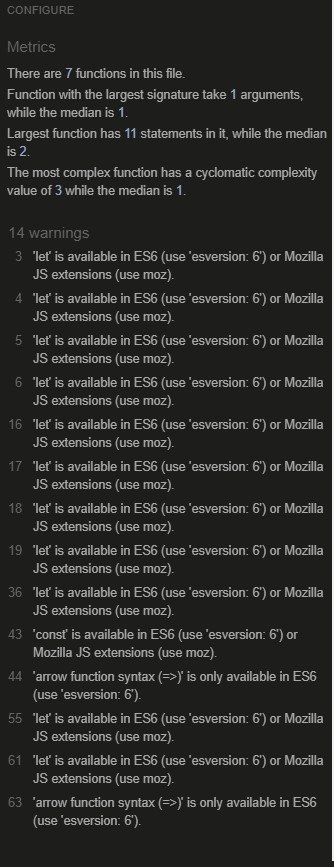 CONFIGURE
Metrics
There are 7 functions in this file.
Function with the largest signature take 1 arguments,
while the median is 1.
Largest function has 11 statements in it, while the median
is 2.
The most complex function has a cyclomatic complexity
value of 3 while the median is 1.
14 warnings
3 'let' is available in ES6 (use 'esversion: 6') or Mozilla
JS extensions (use moz).
4 'let' is available in ES6 (use 'esversion: 6') or Mozilla
JS extensions (use moz).
5 'let' is available in ES6 (use 'esversion: 6') or Mozilla
JS extensions (use moz).
6 'let' is available in ES6 (use 'esversion: 6') or Mozilla
JS extensions (use moz).
16 'let' is available in ES6 (use 'esversion: 6') or Mozilla
JS extensions (use moz).
17 'let' is available in ES6 (use 'esversion: 6') or Mozilla
JS extensions (use moz).
18 'let' is available in ES6 (use 'esversion: 6') or Mozilla
JS extensions (use moz).
19 'let' is available in ES6 (use 'esversion: 6') or Mozilla
JS extensions (use moz).
36 'let' is available in ES6 (use 'esversion: 6') or Mozilla
JS extensions (use moz).
43 'const' is available in ES6 (use 'esversion: 6') or
Mozilla JS extensions (use moz).
44 'arrow function syntax (=>)' is only available in ES6
(use 'esversion: 6').
55 'let' is available in ES6 (use 'esversion: 6') or Mozilla
JS extensions (use moz).
61 'let' is available in ES6 (use 'esversion: 6') or Mozilla
JS extensions (use moz).
63 'arrow function syntax (=>)' is only available in ES6
(use 'esversion: 6').